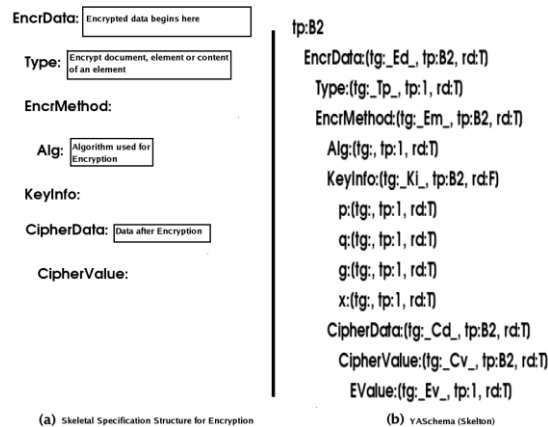 EncrData: Encrypted data begins here
Type: Encrypt document, element or content
of an element
EncrMethod:
Alg: Algorithm used for
Encryption
KeyInfo:
CipherData: Data after Encryption
CipherValue:
(a) Skeletal Specification Structure for Encryption
tp:B2
EncrData:(tg:_Ed_, tp:B2, rd:T)
Type:(tg:_Tp_, tp:1, rd:T)
EncrMethod:(tg:_Em_, tp:B2, rd:T)
Alg:(tg:, tp:1, rd:T)
KeyInfo:(tg:_Ki_, tp:B2, rd:F)
p:(tg:, tp:1, rd:T)
q:(tg:, tp:1, rd:T)
g:(tg:, tp:1, rd:T)
x:(tg:, tp:1, rd:T)
CipherData:(tg:_Cd_, tp:B2, rd:T)
CipherValue:(tg:_Cv_, tp:B2, rd:T)
EValue:(tg:_Ev_, tp:1, rd:T)
(b) YASchema (Skelton)